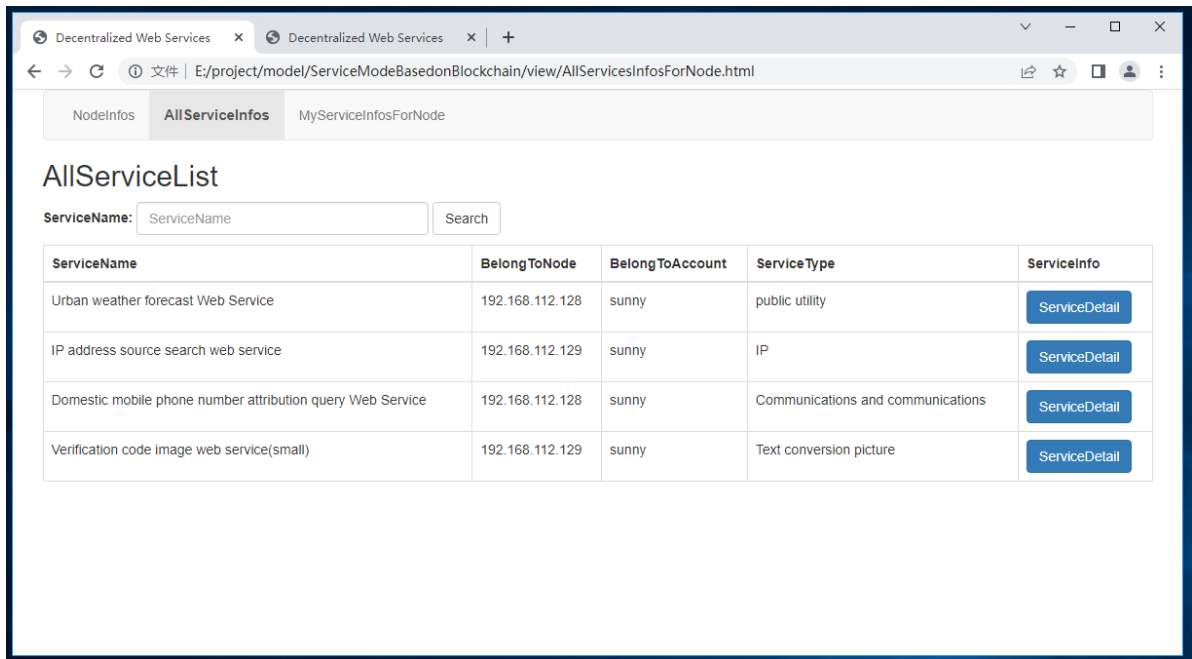 Decentralized Web Services
Decentralized Web Services
文件 E:/project/model/ServiceModeBasedonBlockchain/view/AllServicesInfosForNode.html
NodeInfos AllServiceInfos MyServiceInfosForNode
AllServiceList
ServiceName: ServiceName Search
ServiceName BelongToNode BelongToAccount ServiceType ServiceInfo
Urban weather forecast Web Service 192.168.112.128 sunny public utility ServiceDetail
IP address source search web service 192.168.112.129 sunny IP ServiceDetail
Domestic mobile phone number attribution query Web Service 192.168.112.128 sunny Communications and communications ServiceDetail
Verification code image web service(small) 192.168.112.129 sunny Text conversion picture ServiceDetail